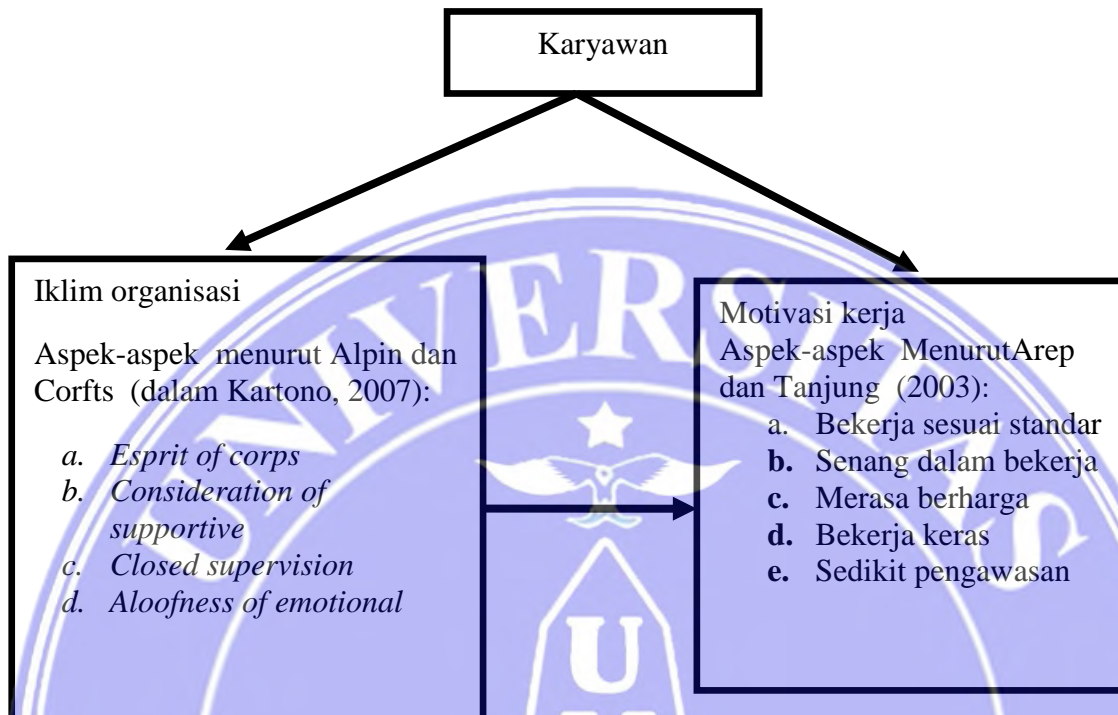 Karyawan
Iklim organisasi
Aspek-aspek menurut Alpin dan
Corfts (dalam Kartono, 2007):
a. Esprit of corps
b. Consideration of
supportive
c. Closed supervision
d. Aloofness of emotional
Motivasi kerja
Aspek-aspek MenurutArep
dan Tanjung (2003):
a. Bekerja sesuai standar
b. Senang dalam bekerja
c. Merasa berharga
d. Bekerja keras
e. Sedikit pengawasan
UNIVERSITAS
U